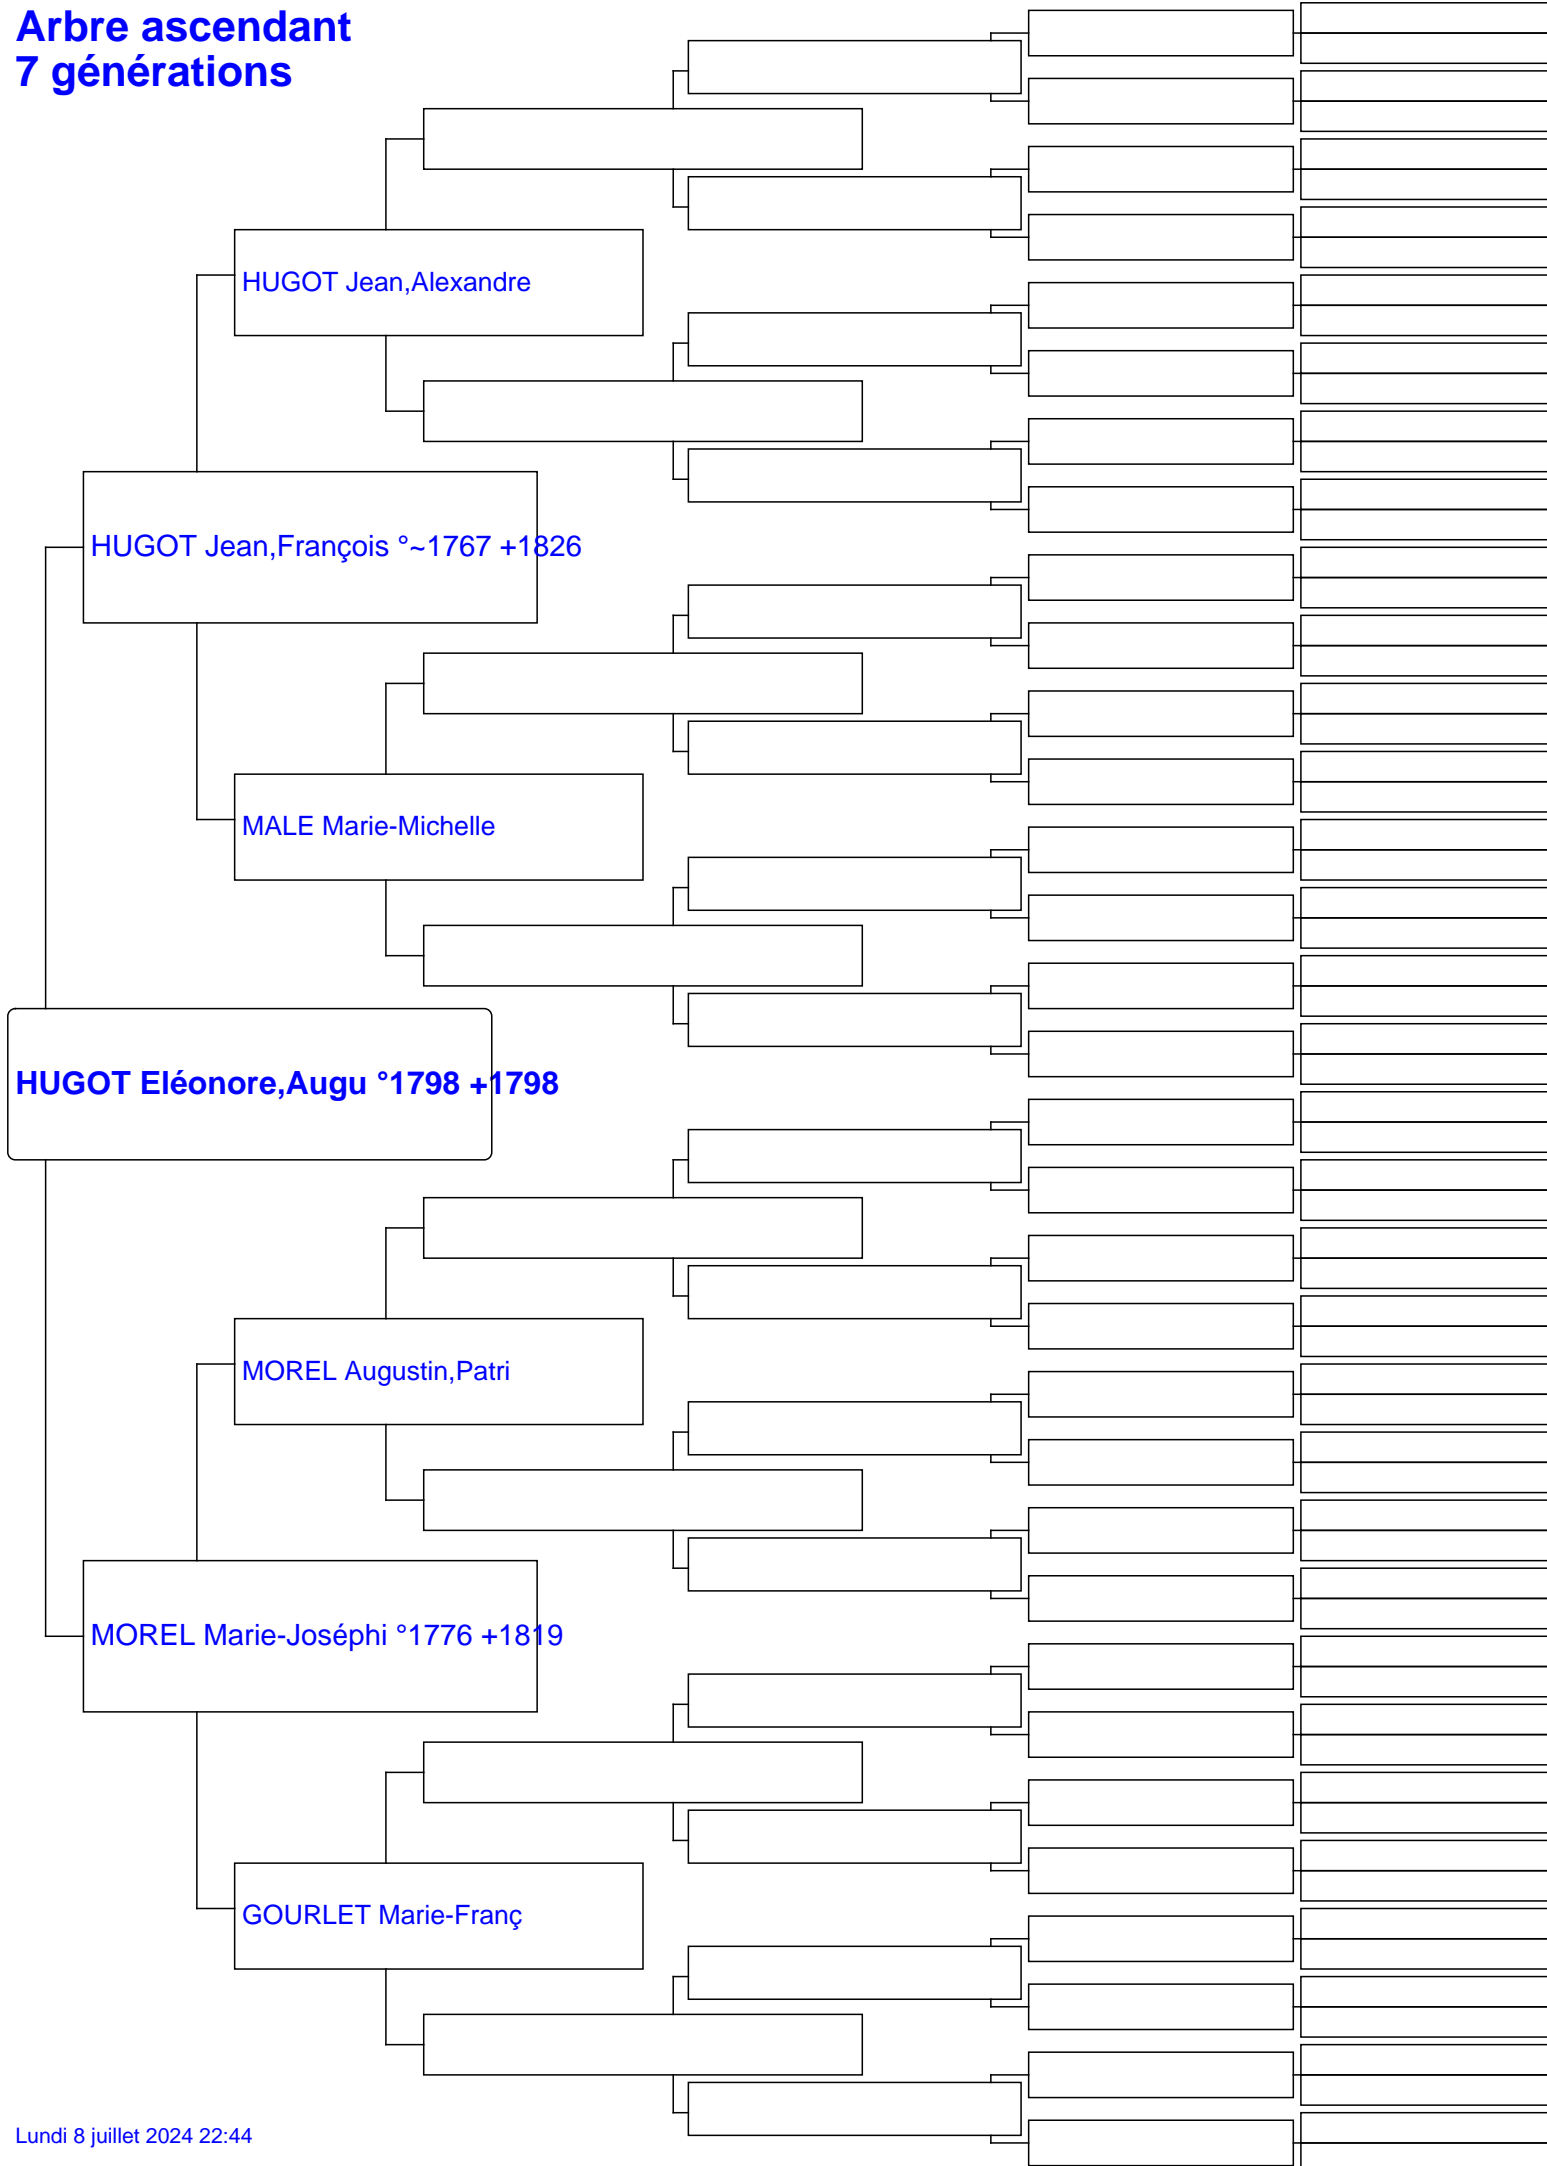 Arbre ascendant
7 générations
HUGOT Jean,Alexandre
HUGOT Jean,François °~1767 +1826
MALE Marie-Michelle
HUGOT Eléonore,Augu °1798 +1798
MOREL Augustin,Patri
MOREL Marie-Joséphi °1776 +1819
GOURLET Marie-Franç
Lundi 8 juillet 2024 22:44